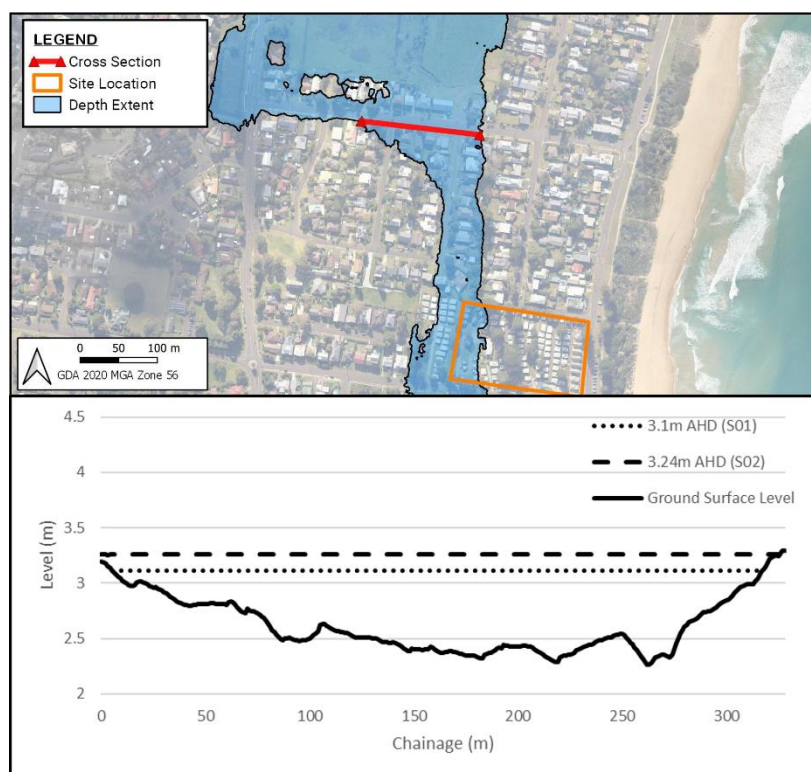 LEGEND
Cross Section
Site Location
Depth Extent
0 50 100 m
GDA 2020 MGA Zone 56
4.5
4
3.5
3
2.5
2
Level (m)
3.1m AHD (S01)
3.24m AHD (S02)
Ground Surface Level
0 50 100 150 200 250 300
Chainage (m)